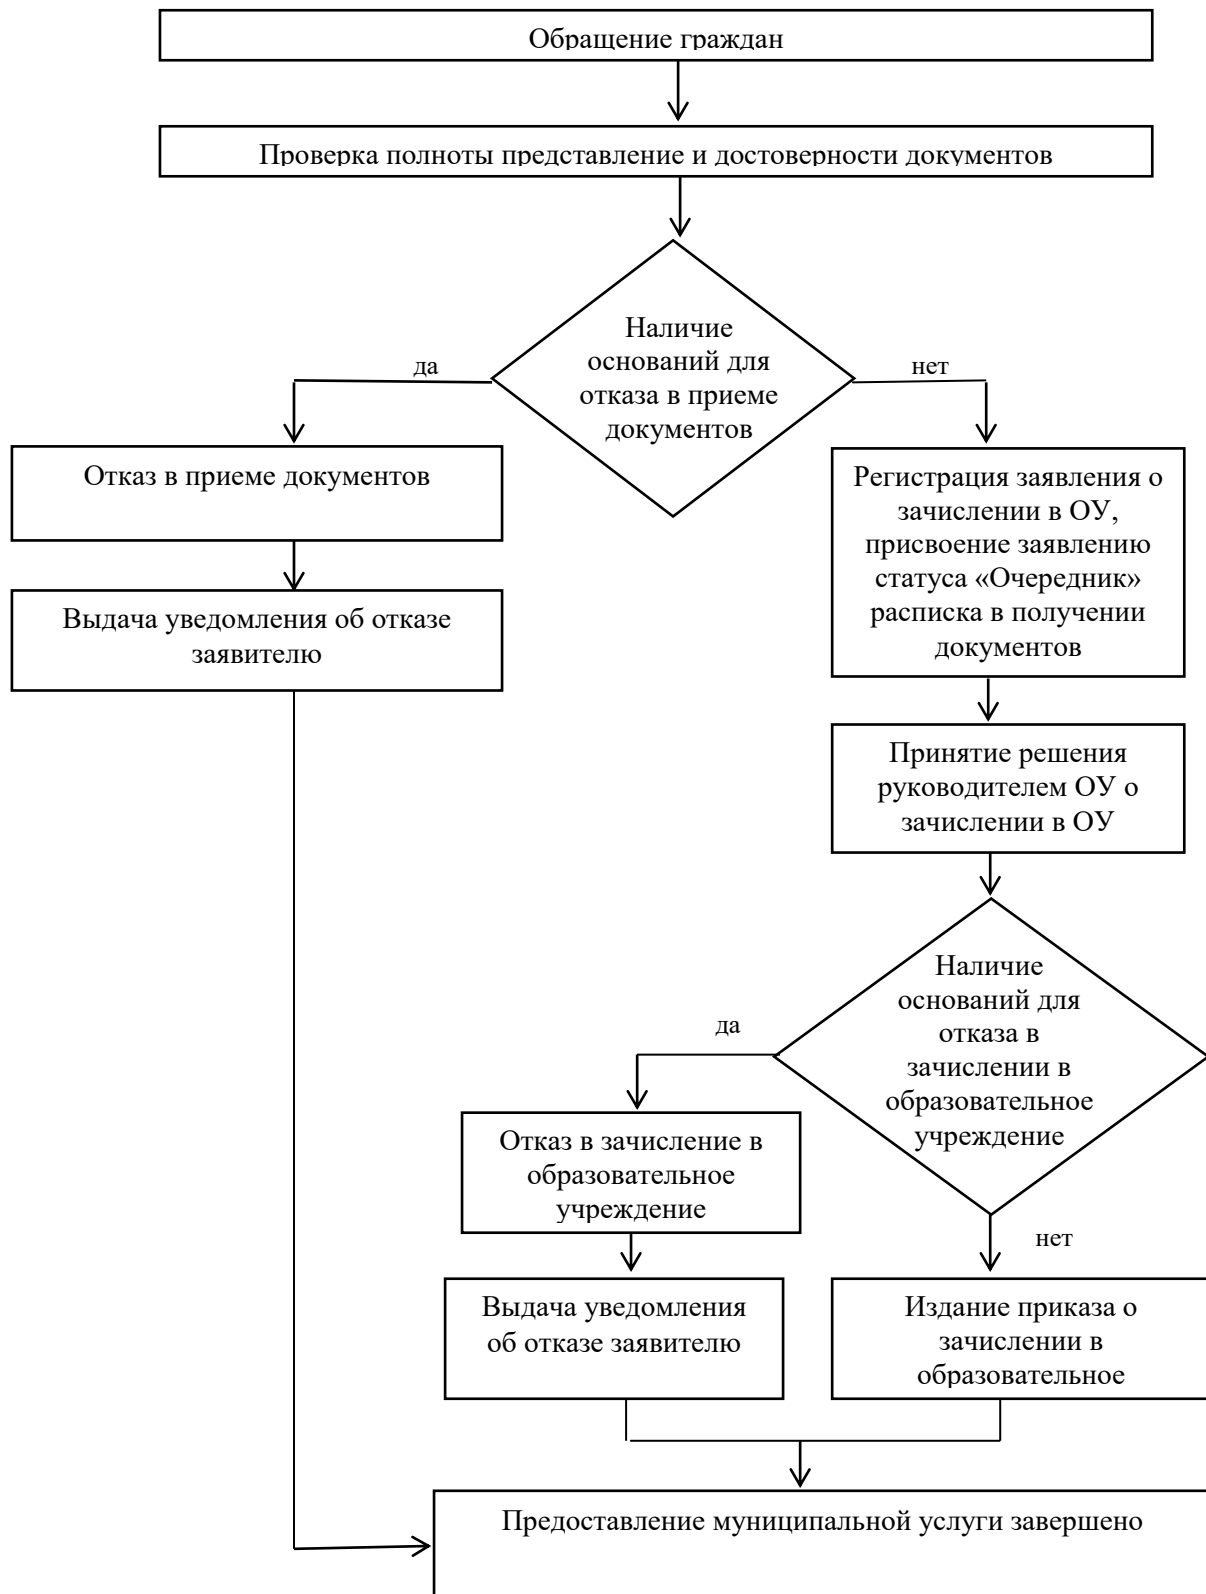 Обращение граждан
Проверка полноты представление и достоверности документов
Наличие
оснований для
отказа в приеме
документов
да
нет
Отказ в приеме документов
Выдача уведомления об отказе
заявителю
Регистрация заявления о
зачислении в ОУ,
присвоение заявлению
статуса «Очередник»
расписка в получении
документов
Принятие решения
руководителем ОУ о
зачислении в ОУ
Наличие
оснований для
отказа в
зачислении в
образовательное
учреждение
да
нет
Отказ в зачисление в
образовательное
учреждение
Выдача уведомления
об отказе заявителю
Издание приказа о
зачислении в
образовательное
Предоставление муниципальной услуги завершено